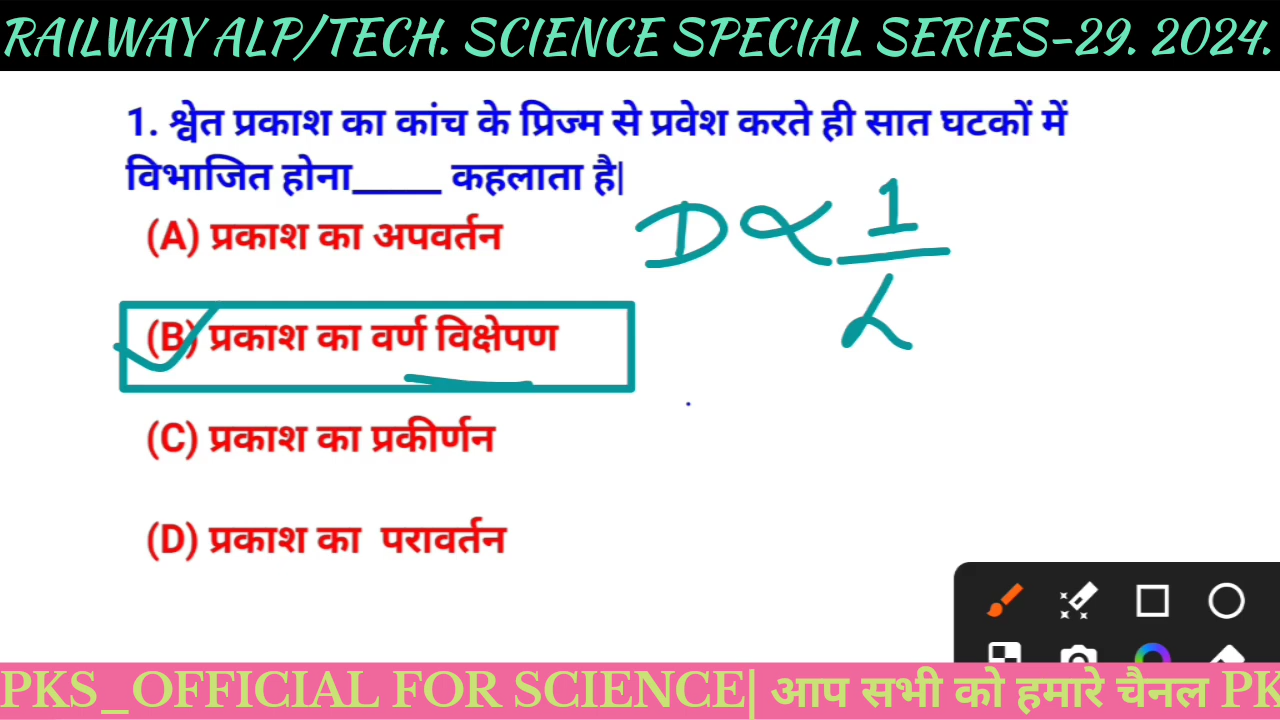 RAILWAY ALP/TECH. SCIENCE SPECIAL SERIES-29. 2024.
1. श्वेत प्रकाश का कांच के प्रिज्म से प्रवेश करते ही सात घटकों में
विभाजित होना_____ कहलाता है|
(A) प्रकाश का अपवर्तन
D ∝ 1/λ
(B) प्रकाश का वर्ण विक्षेपण
(C) प्रकाश का प्रकीर्णन
(D) प्रकाश का परावर्तन
PKS_OFFICIAL FOR SCIENCE| आप सभी को हमारे चैनल PK